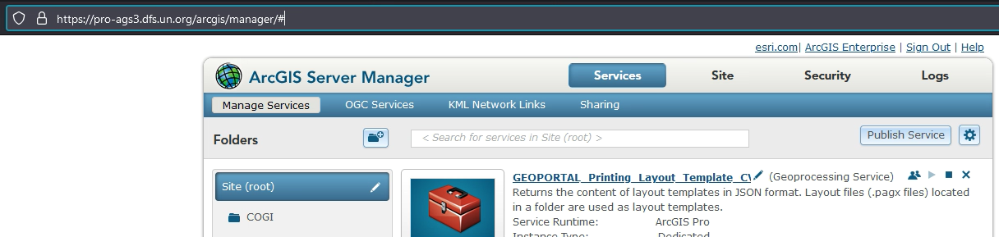 https://pro-ags3.dfs.un.org/arcgis/manager/#
esri.com| ArcGIS Enterprise | Sign Out | Help
ArcGIS Server Manager
Services
Site
Security
Logs
Manage Services
OGC Services
KML Network Links
Sharing
Folders
< Search for services in Site (root) >
Publish Service
Site (root)
COGI
GEOPORTAL_Printing_Layout_Template_CV (Geoprocessing Service)
Returns the content of layout templates in JSON format. Layout files (.pagx files) located
in a folder are used as layout templates.
Service Runtime: ArcGIS Pro
Instance Type: Dedicated